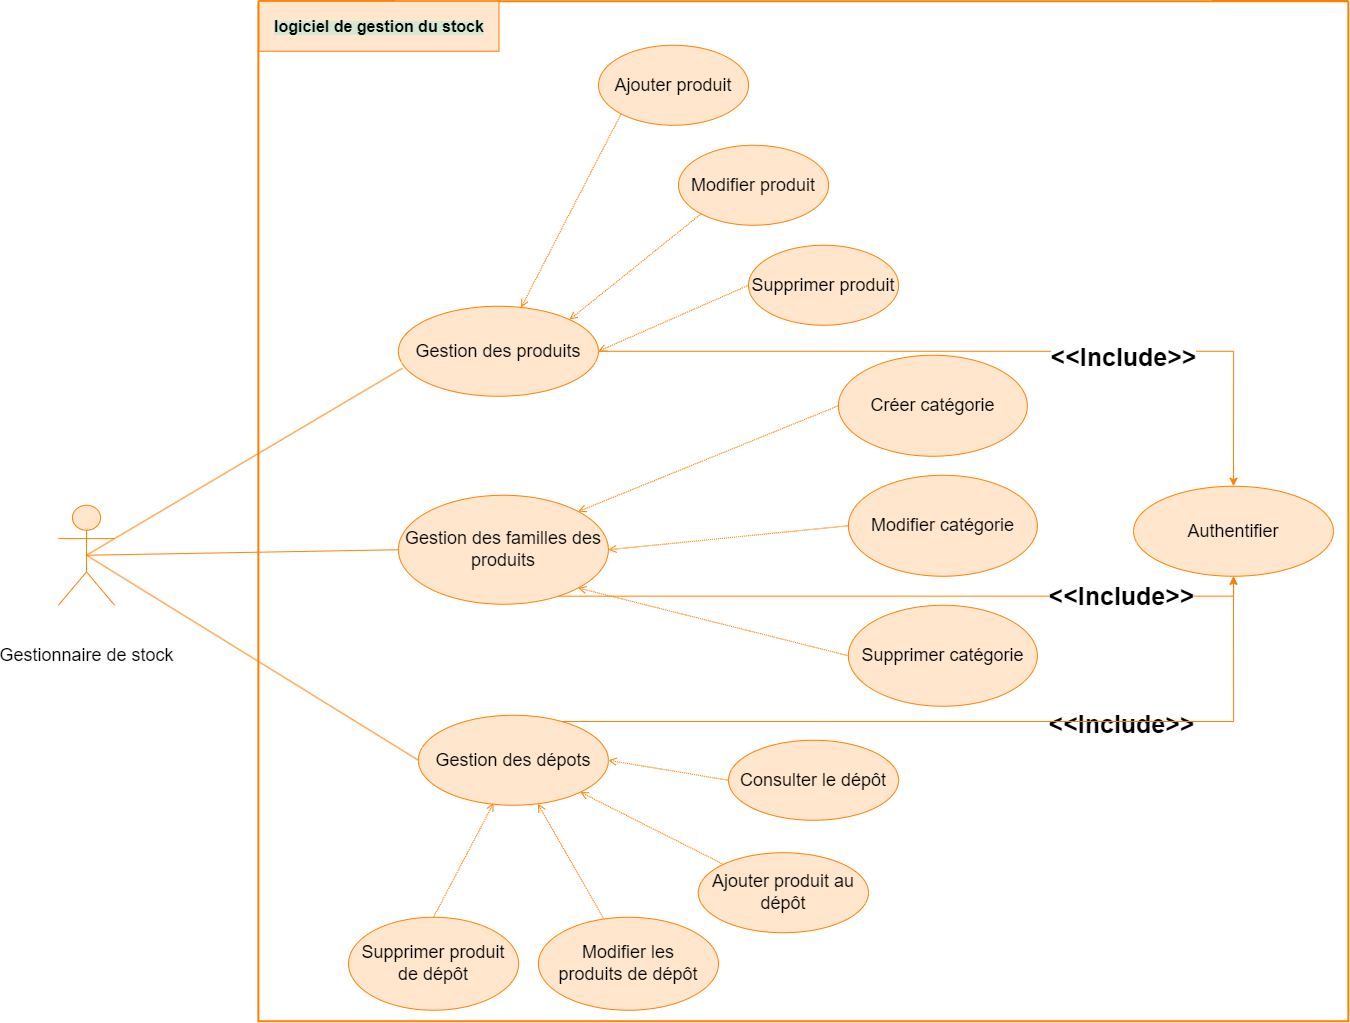 logiciel de gestion du stock
Ajouter produit
Modifier produit
Supprimer produit
Gestion des produits
<<Include>>
Créer catégorie
Modifier catégorie
Gestion des familles des
produits
Authentifier
<<Include>>
Supprimer catégorie
Gestionnaire de stock
<<Include>>
Gestion des dépots
Consulter le dépôt
Ajouter produit au
dépôt
Supprimer produit
de dépôt
Modifier les
produits de dépôt